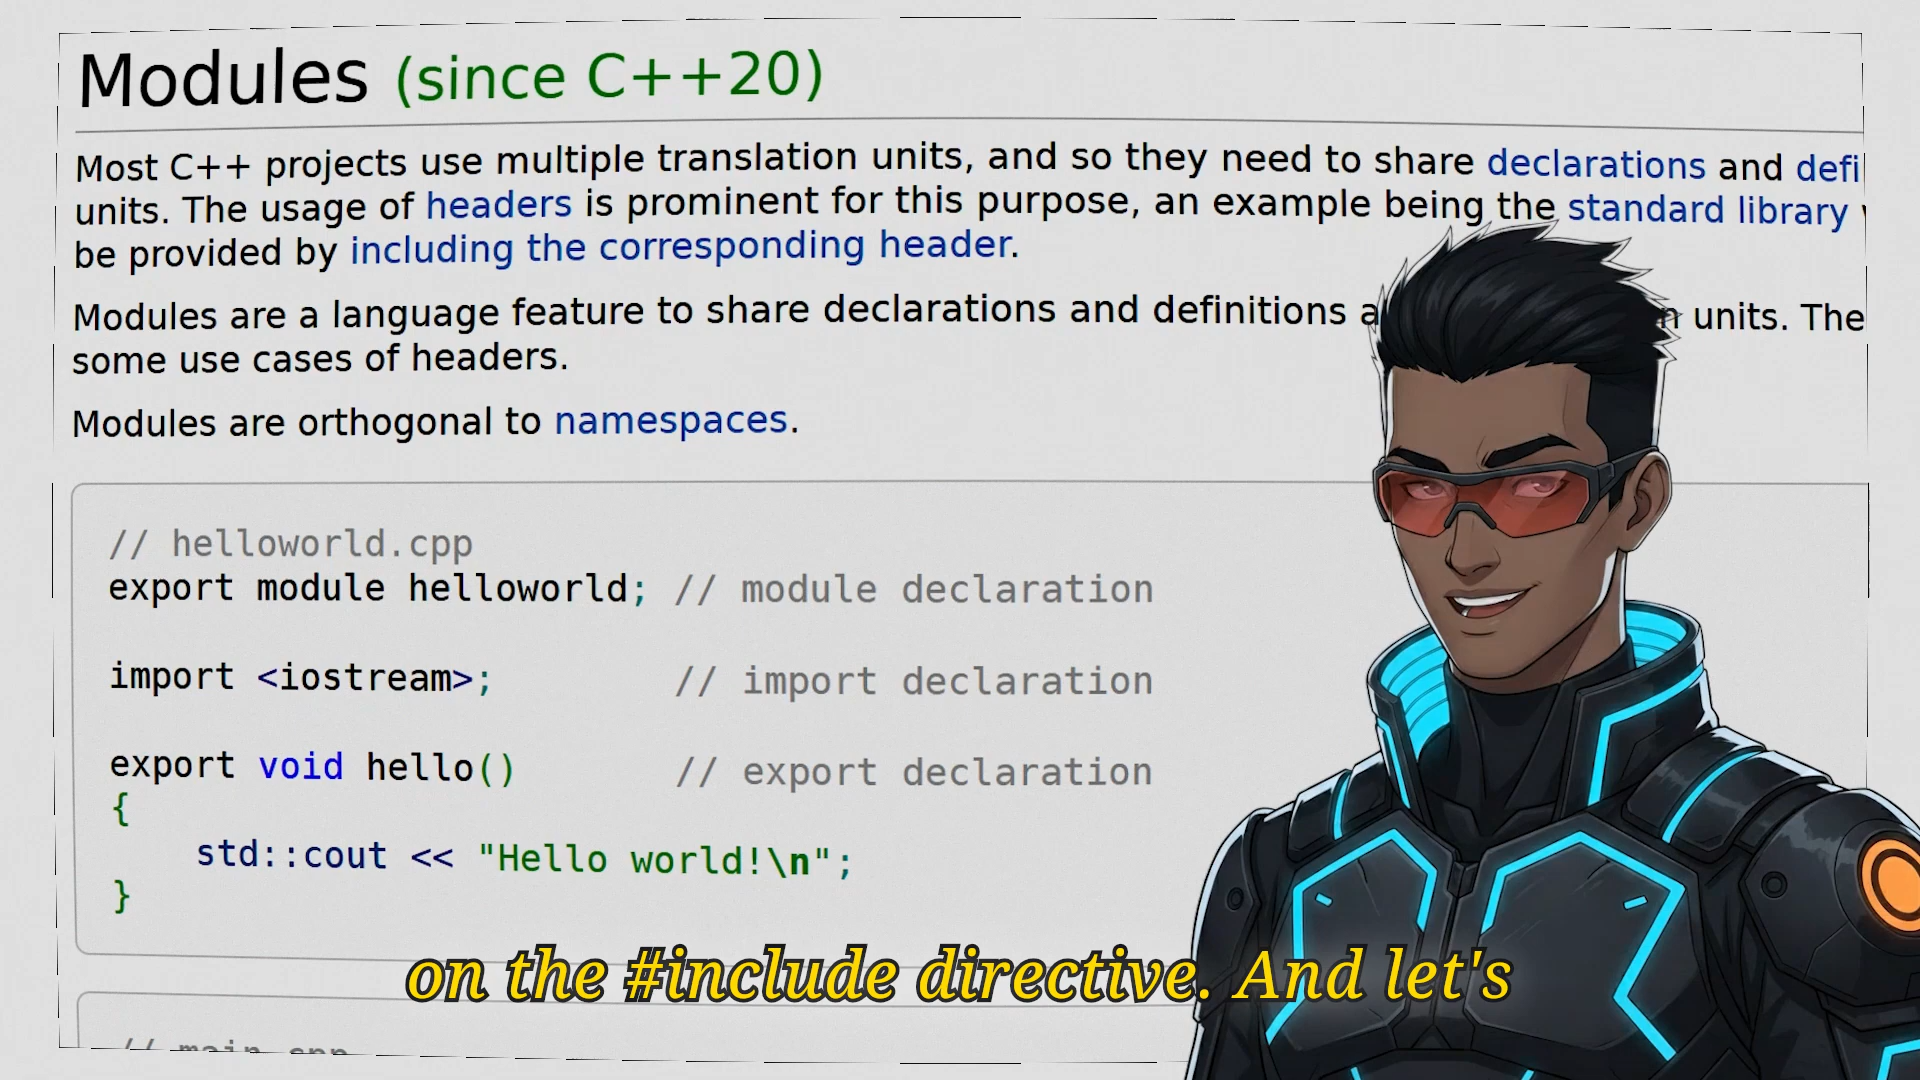 Modules (since C++20)
Most C++ projects use multiple translation units, and so they need to share declarations and defi
units. The usage of headers is prominent for this purpose, an example being the standard library
be provided by including the corresponding header.
Modules are a language feature to share declarations and definitions a units. The
some use cases of headers.
Modules are orthogonal to namespaces.
// helloworld.cpp
export module helloworld; // module declaration
import <iostream>; // import declaration
export void hello() // export declaration
{
std::cout << "Hello world!\n";
}
on the #include directive. And let's
// main.cpp